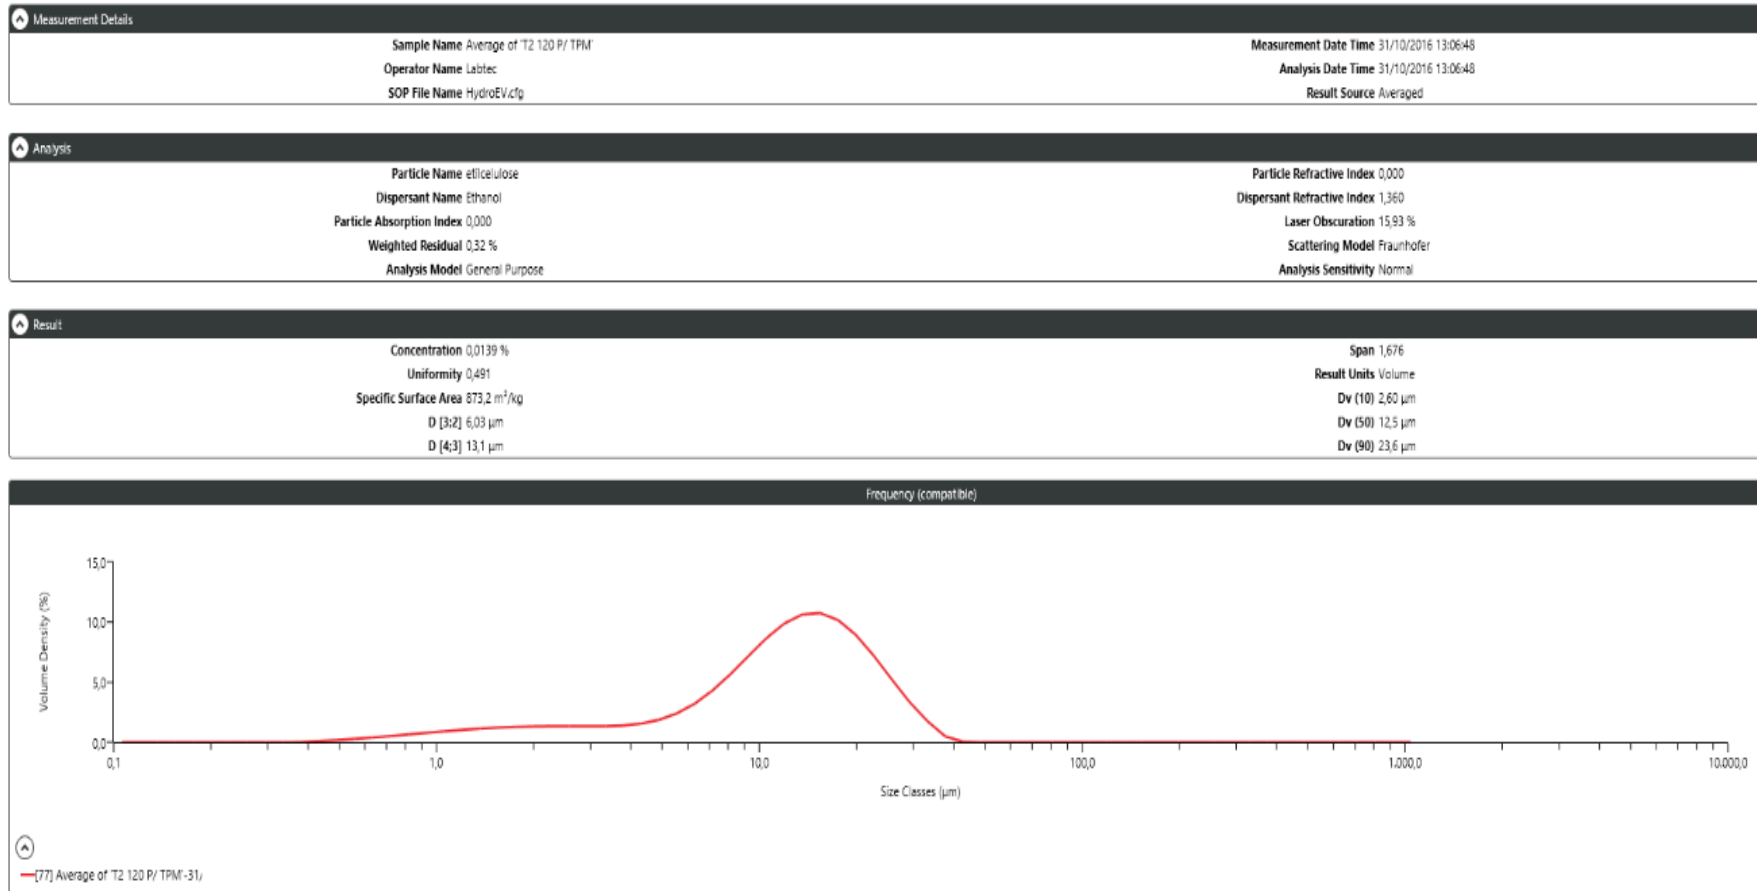 Measurement Details
Sample Name Average of 'T2 120 P/ TPM'
Measurement Date Time 31/10/2016 13:06:48
Operator Name Labtec
Analysis Date Time 31/10/2016 13:06:48
SOP File Name HydroEV.cfg
Result Source Averaged
Analysis
Particle Name etilcelulose
Particle Refractive Index 0,000
Dispersant Name Ethanol
Dispersant Refractive Index 1,360
Particle Absorption Index 0,000
Laser Obscuration 15,93 %
Weighted Residual 0,32 %
Scattering Model Fraunhofer
Analysis Model General Purpose
Analysis Sensitivity Normal
Result
Concentration 0,0139 %
Span 1,676
Uniformity 0,491
Result Units Volume
Specific Surface Area 873,2 m²/kg
Dv (10) 2,60 µm
D [3;2] 6,03 µm
Dv (50) 12,5 µm
D [4;3] 13,1 µm
Dv (90) 23,6 µm
Frequency (compatible)
Volume Density (%)
15,0
10,0
5,0
0,0
0,1 1,0 10,0 100,0 1.000,0 10.000,0
Size Classes (µm)
[77] Average of 'T2 120 P/ TPM'-31/